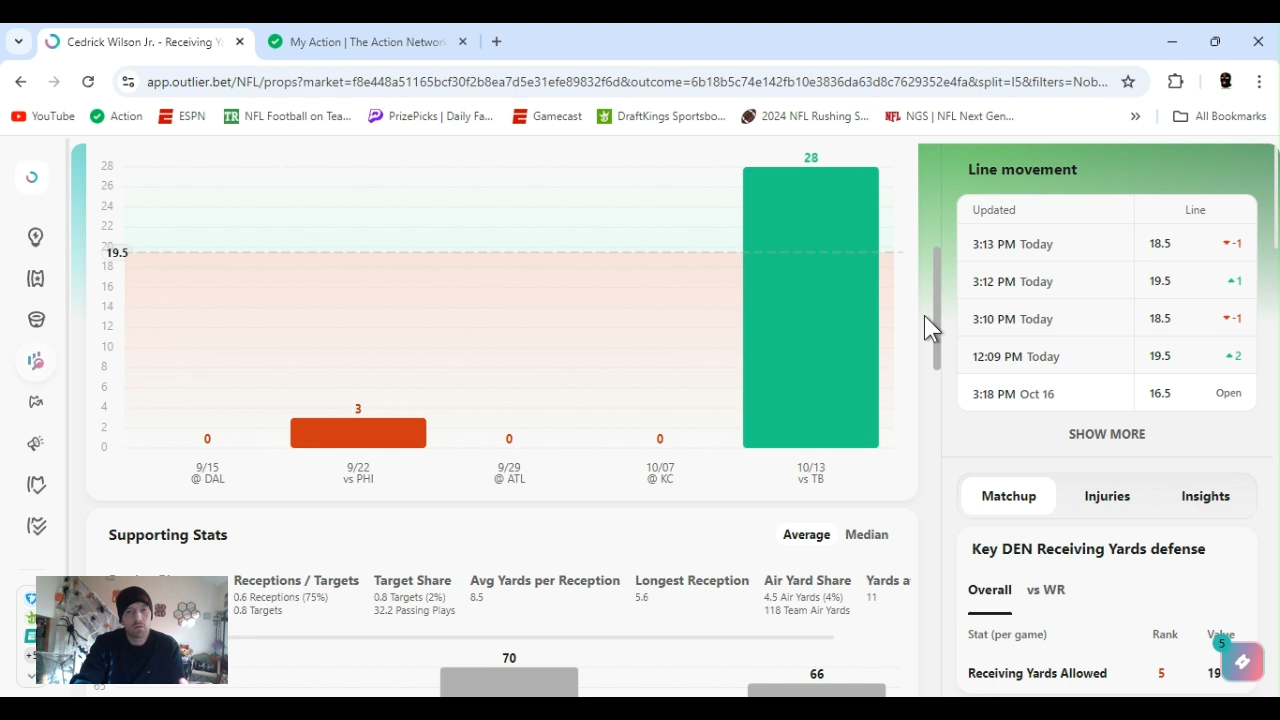 Cedrick Wilson Jr. - Receiving Y
My Action | The Action Network
app.outlier.bet/NFL/props?market=f8e448a51165bcf30f2b8ea7d5e31efe89832f6d&outcome=6b18b5c74e142fb10e3836da63d8c7629352e4fa&split=l5&filters=Nob...
YouTube
Action
ESPN
NFL Football on Tea...
PrizePicks | Daily Fa...
Gamecast
DraftKings Sportsbo...
2024 NFL Rushing S...
NGS | NFL Next Gen...
All Bookmarks
28
26
24
22
20
19.5
18
16
14
12
10
8
6
4
2
0
0
3
0
0
28
9/15
@ DAL
9/22
vs PHI
9/29
@ ATL
10/07
@ KC
10/13
vs TB
Line movement
Updated Line
3:13 PM Today 18.5 -1
3:12 PM Today 19.5 1
3:10 PM Today 18.5 -1
12:09 PM Today 19.5 2
3:18 PM Oct 16 16.5 Open
SHOW MORE
Matchup Injuries Insights
Key DEN Receiving Yards defense
Overall vs WR
Stat (per game) Rank Value
Receiving Yards Allowed 5 19
5
Supporting Stats
Average Median
Receptions / Targets
0.6 Receptions (75%)
0.8 Targets
Target Share
0.8 Targets (2%)
32.2 Passing Plays
Avg Yards per Reception
8.5
Longest Reception
5.6
Air Yard Share
4.5 Air Yards (4%)
118 Team Air Yards
Yards a
11
70
66
65